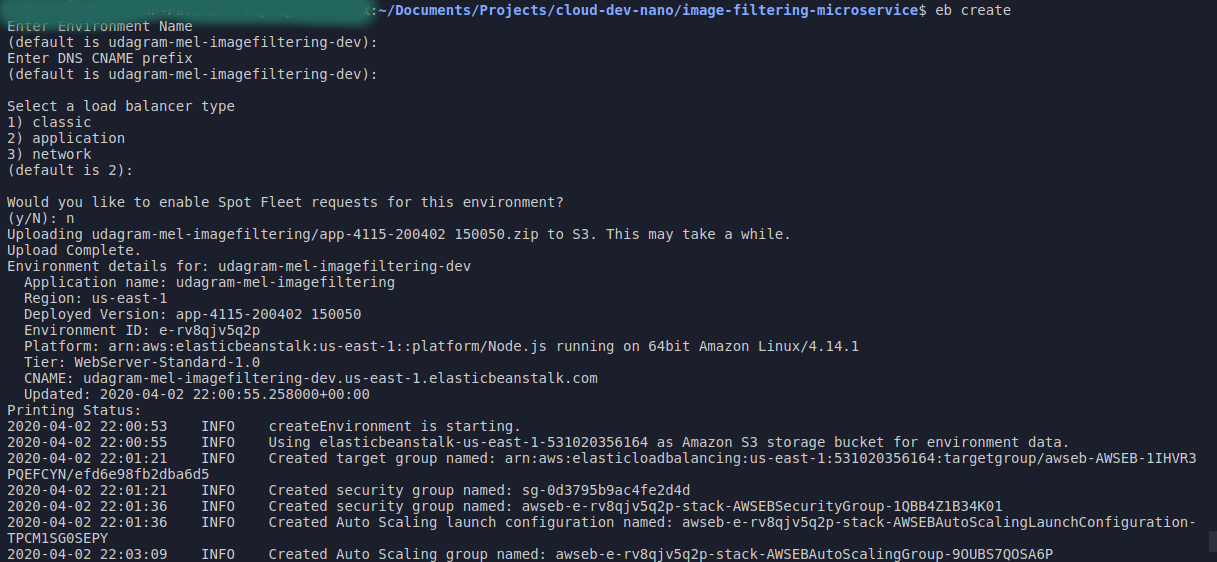 :~/Documents/Projects/cloud-dev-nano/image-filtering-microservice$ eb create
Enter Environment Name
(default is udagram-mel-imagefiltering-dev):
Enter DNS CNAME prefix
(default is udagram-mel-imagefiltering-dev):
Select a load balancer type
1) classic
2) application
3) network
(default is 2):
Would you like to enable Spot Fleet requests for this environment?
(y/N): n
Uploading udagram-mel-imagefiltering/app-4115-200402 150050.zip to S3. This may take a while.
Upload Complete.
Environment details for: udagram-mel-imagefiltering-dev
  Application name: udagram-mel-imagefiltering
  Region: us-east-1
  Deployed Version: app-4115-200402 150050
  Environment ID: e-rv8qjv5q2p
  Platform: arn:aws:elasticbeanstalk:us-east-1::platform/Node.js running on 64bit Amazon Linux/4.14.1
  Tier: WebServer-Standard-1.0
  CNAME: udagram-mel-imagefiltering-dev.us-east-1.elasticbeanstalk.com
  Updated: 2020-04-02 22:00:55.258000+00:00
Printing Status:
2020-04-02 22:00:53    INFO    createEnvironment is starting.
2020-04-02 22:00:55    INFO    Using elasticbeanstalk-us-east-1-531020356164 as Amazon S3 storage bucket for environment data.
2020-04-02 22:01:21    INFO    Created target group named: arn:aws:elasticloadbalancing:us-east-1:531020356164:targetgroup/awseb-AWSEB-1IHVR3
PQEFCYN/efd6e98fb2dba6d5
2020-04-02 22:01:21    INFO    Created security group named: sg-0d3795b9ac4fe2d4d
2020-04-02 22:01:36    INFO    Created security group named: awseb-e-rv8qjv5q2p-stack-AWSEBSecurityGroup-1QBB4Z1B34K01
2020-04-02 22:01:36    INFO    Created Auto Scaling launch configuration named: awseb-e-rv8qjv5q2p-stack-AWSEBAutoScalingLaunchConfiguration-
TPCM1SG0SEPY
2020-04-02 22:03:09    INFO    Created Auto Scaling group named: awseb-e-rv8qjv5q2p-stack-AWSEBAutoScalingGroup-9OUBS7QOSA6P